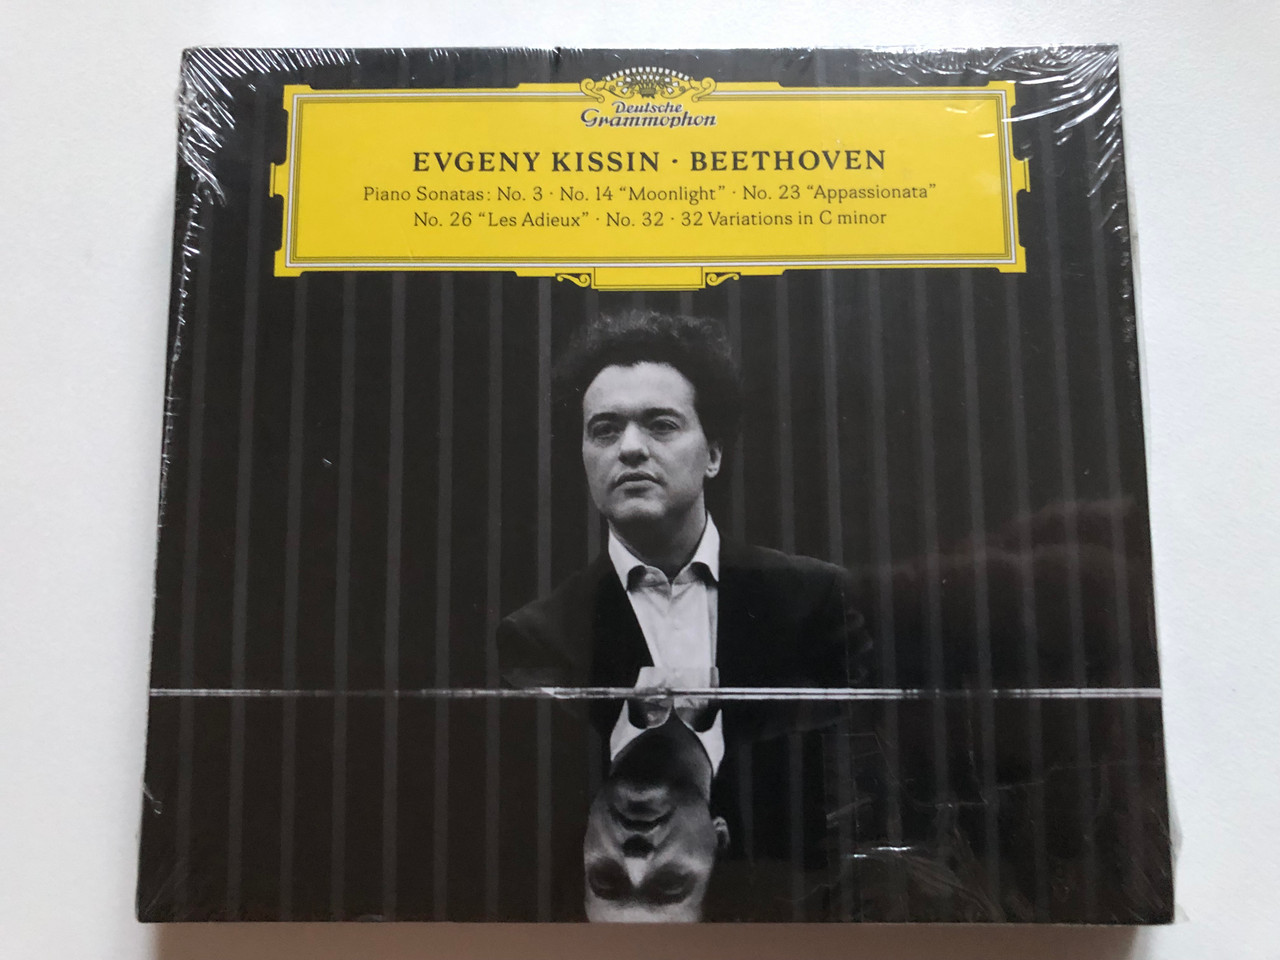 Deutsche
Grammophon
EVGENY KISSIN · BEETHOVEN
Piano Sonatas: No. 3 · No. 14 “Moonlight” · No. 23 “Appassionata”
No. 26 “Les Adieux” · No. 32 · 32 Variations in C minor